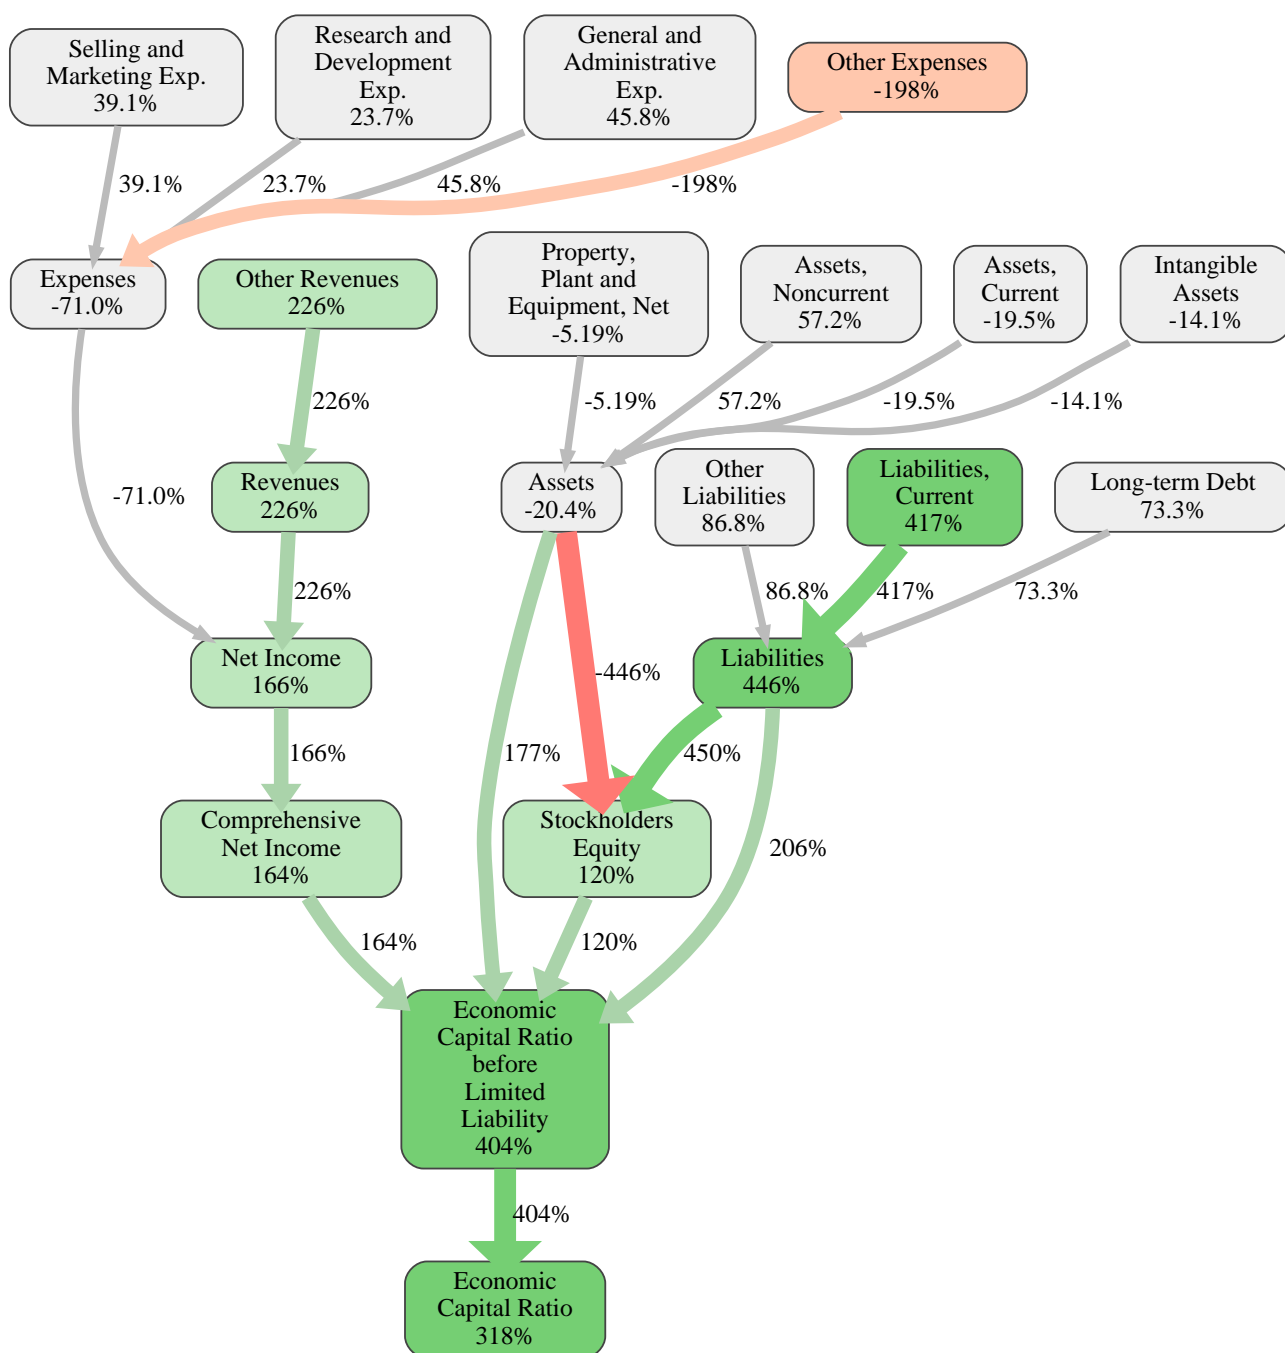 Selling and
Marketing Exp.
39.1%
Research and
Development
Exp.
23.7%
General and
Administrative
Exp.
45.8%
Other Expenses
-198%
39.1%
23.7%
45.8%
-198%
Expenses
-71.0%
Other Revenues
226%
Property,
Plant and
Equipment, Net
-5.19%
Assets,
Noncurrent
57.2%
Assets,
Current
-19.5%
Intangible
Assets
-14.1%
226%
-5.19%
57.2%
-19.5%
-14.1%
-71.0%
Revenues
226%
Assets
-20.4%
Other
Liabilities
86.8%
Liabilities,
Current
417%
Long-term Debt
73.3%
226%
86.8%
417%
73.3%
Net Income
166%
-446%
Liabilities
446%
166%
177%
450%
Comprehensive
Net Income
164%
Stockholders
Equity
120%
206%
164%
120%
Economic
Capital Ratio
before
Limited
Liability
404%
404%
Economic
Capital Ratio
318%